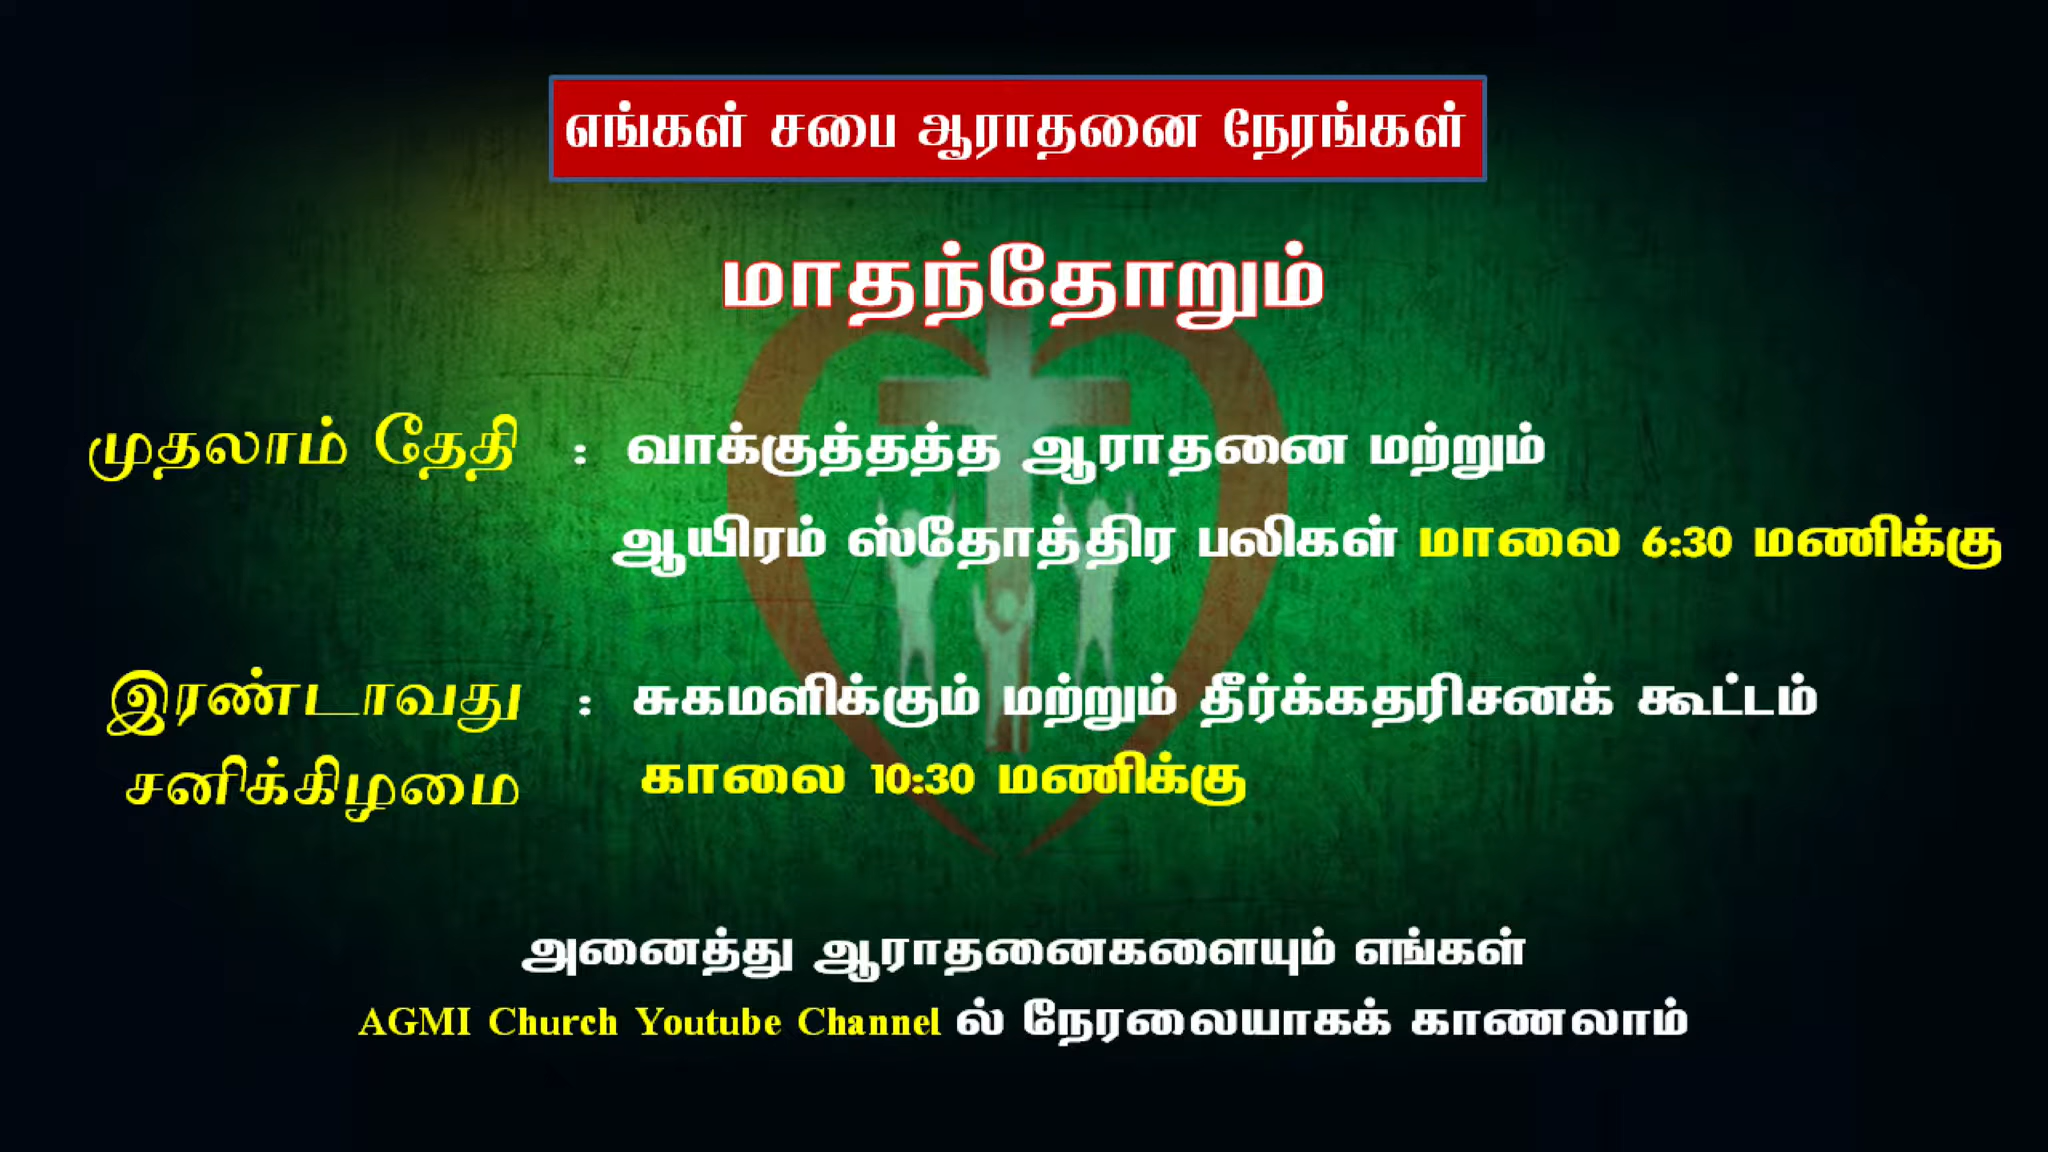 எங்கள் சபை ஆராதனை நேரங்கள்
மாதந்தோறும்
முதலாம் தேதி : வாக்குத்தத்த ஆராதனை மற்றும்
ஆயிரம் ஸ்தோத்திர பலிகள் மாலை 6:30 மணிக்கு
இரண்டாவது : சுகமளிக்கும் மற்றும் தீர்க்கதரிசனக் கூட்டம்
சனிக்கிழமை காலை 10:30 மணிக்கு
அனைத்து ஆராதனைகளையும் எங்கள்
AGMI Church Youtube Channel ல் நேரலையாகக் காணலாம்